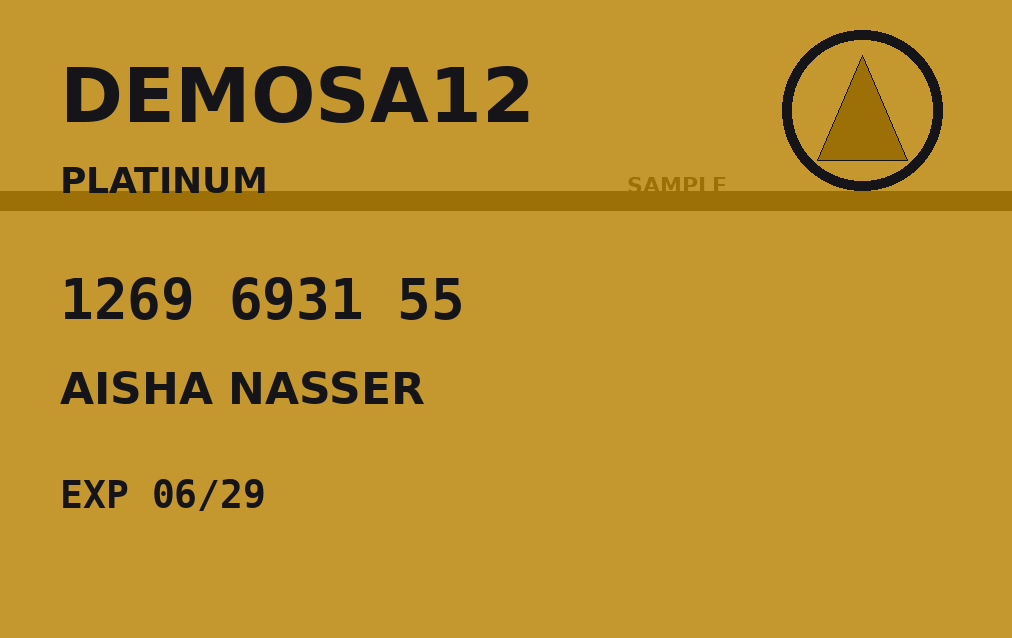 DEMOSA12
PLATINUM
SAMPLE
1269 6931 55
AISHA NASSER
EXP 06/29